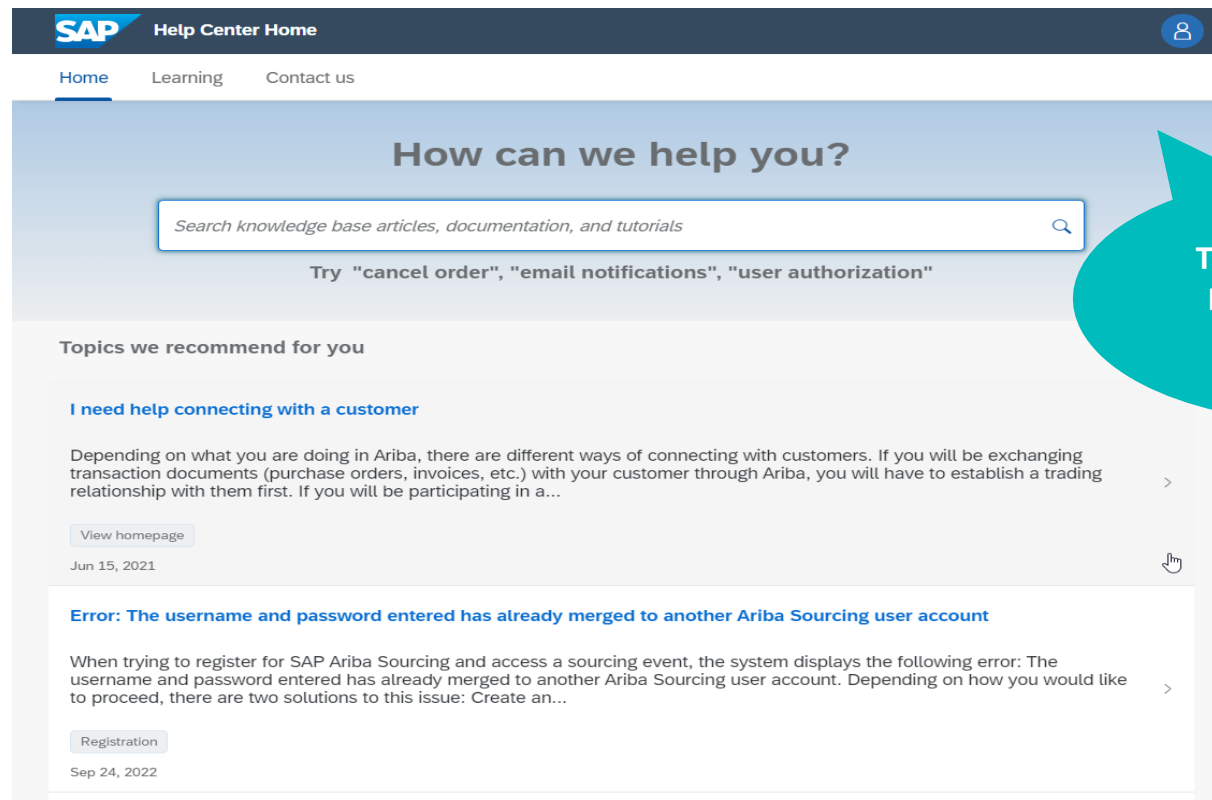 SAP Help Center Home
Home Learning Contact us
How can we help you?
Search knowledge base articles, documentation, and tutorials
Try "cancel order", "email notifications", "user authorization"
Topics we recommend for you
I need help connecting with a customer
Depending on what you are doing in Ariba, there are different ways of connecting with customers. If you will be exchanging
transaction documents (purchase orders, invoices, etc.) with your customer through Ariba, you will have to establish a trading
relationship with them first. If you will be participating in a...
View homepage
Jun 15, 2021
Error: The username and password entered has already merged to another Ariba Sourcing user account
When trying to register for SAP Ariba Sourcing and access a sourcing event, the system displays the following error: The
username and password entered has already merged to another Ariba Sourcing user account. Depending on how you would like
to proceed, there are two solutions to this issue: Create an...
Registration
Sep 24, 2022